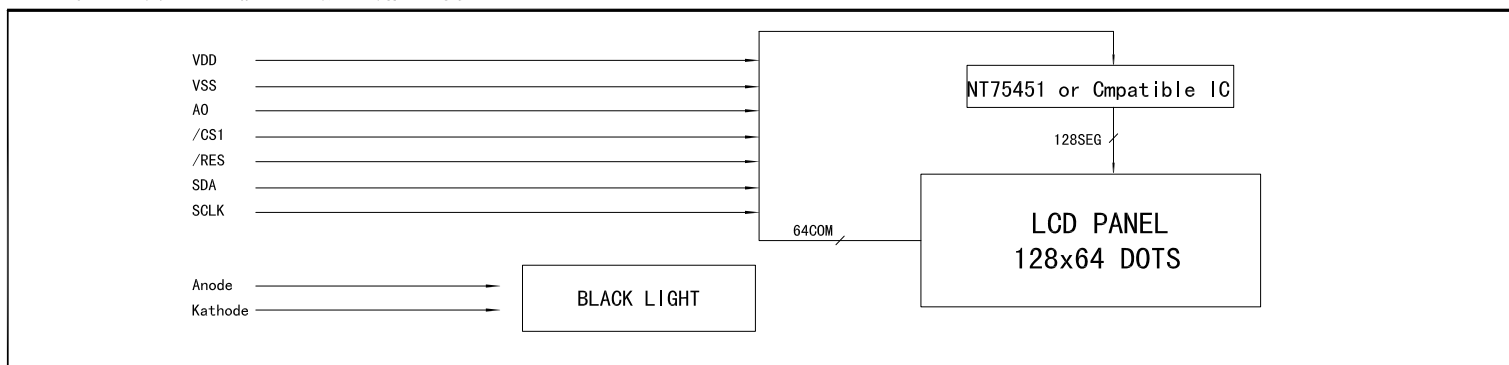 VDD
VSS
A0
/CS1
/RES
SDA
SCLK
Anode
Kathode
BLACK LIGHT
NT75451 or Cmpatible IC
128SEG
64COM
LCD PANEL
128x64 DOTS